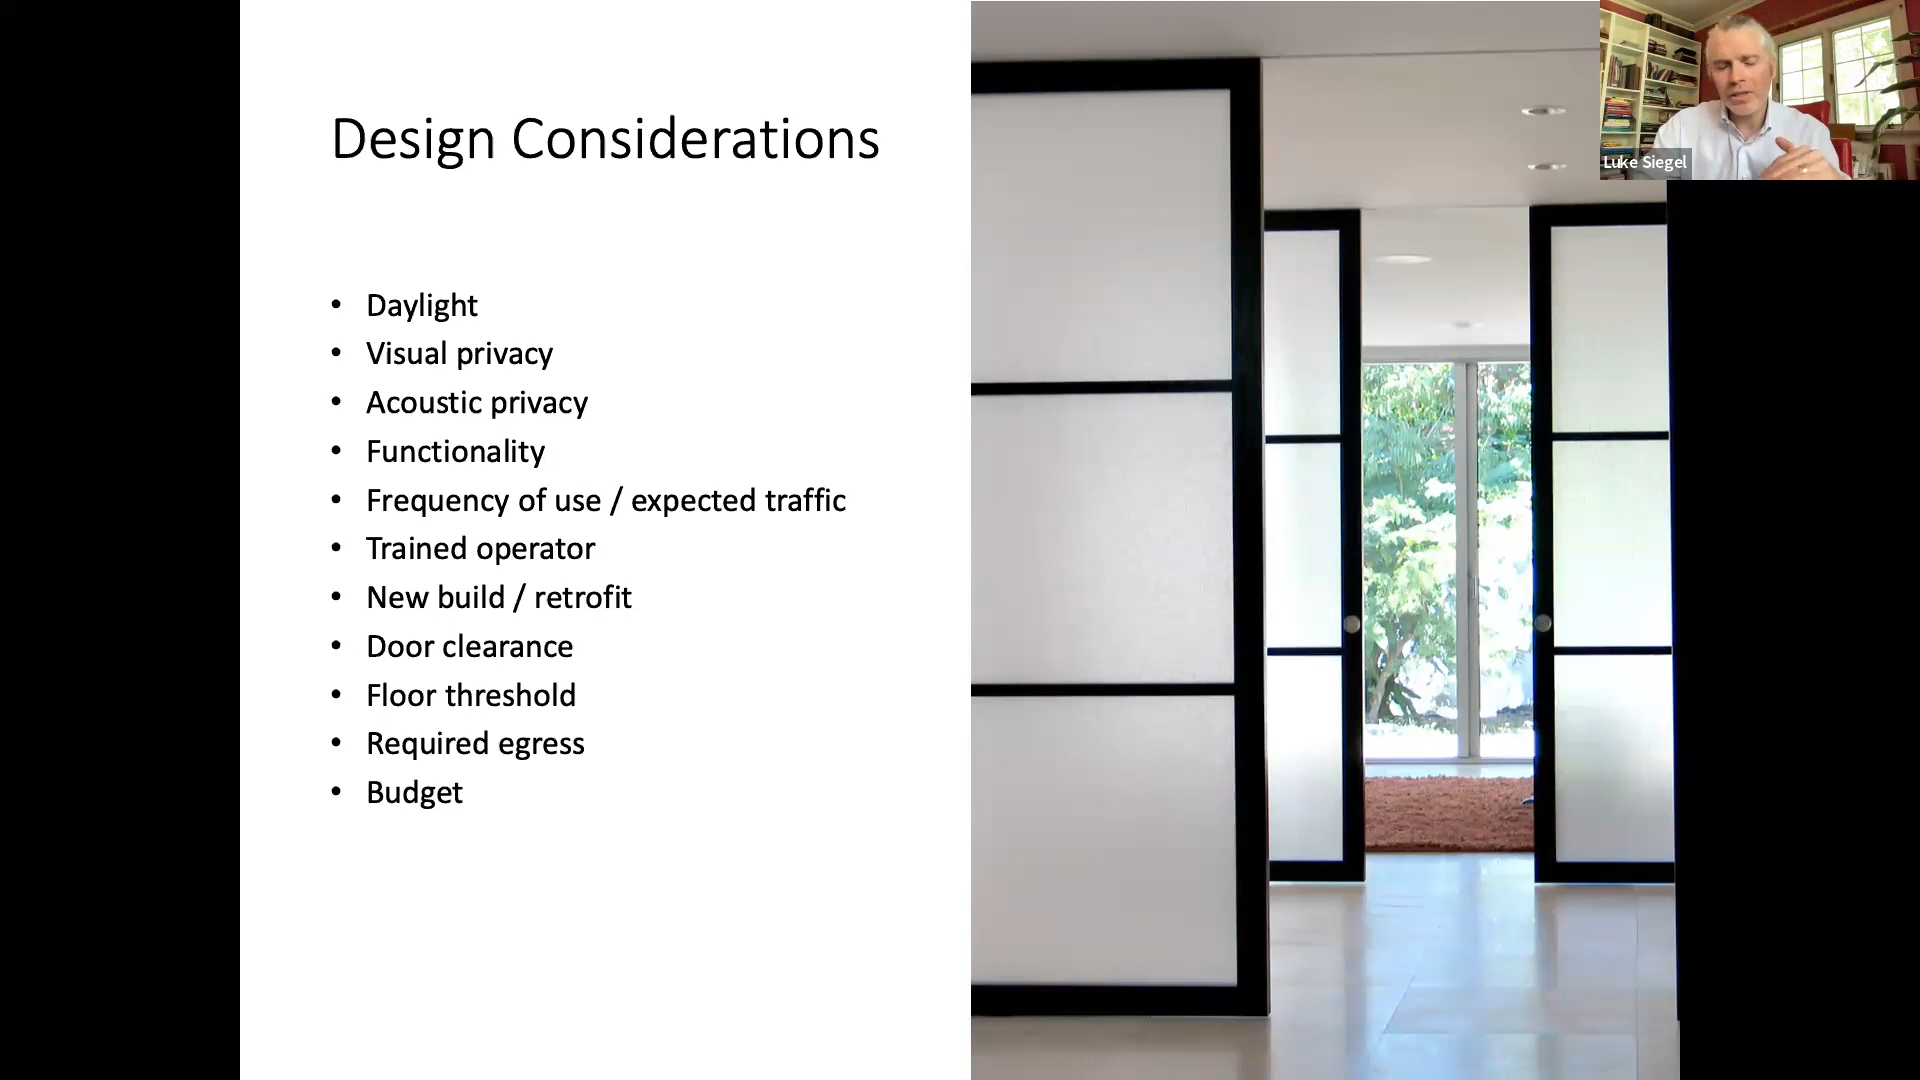 Design Considerations
• Daylight
• Visual privacy
• Acoustic privacy
• Functionality
• Frequency of use / expected traffic
• Trained operator
• New build / retrofit
• Door clearance
• Floor threshold
• Required egress
• Budget
Luke Siegel